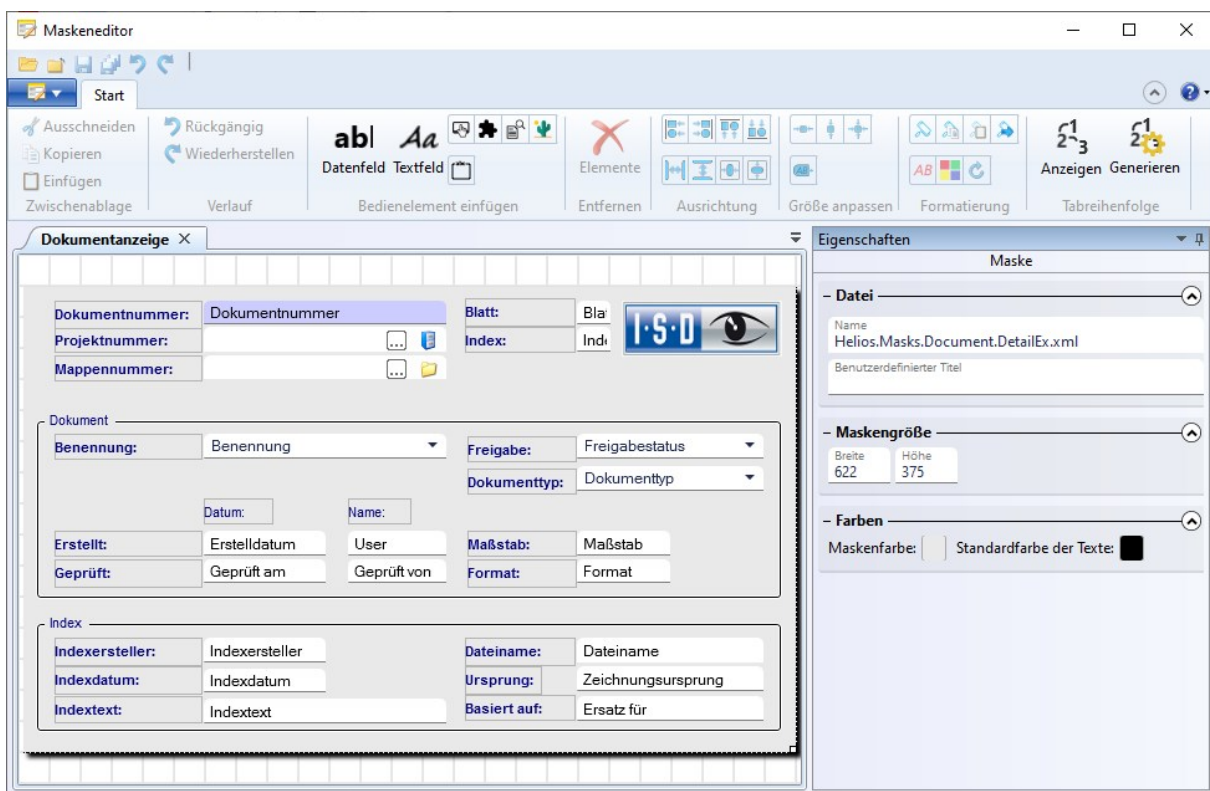 Maskeneditor
Start
Ausschneiden
Kopieren
Einfügen
Zwischenablage
Rückgängig
Wiederherstellen
Verlauf
abl Aa
Datenfeld Textfeld
Bedienelement einfügen
Elemente
Entfernen
Ausrichtung
AB
Größe anpassen
AB
Formatierung
Anzeigen Generieren
Tabreihenfolge
Dokumentanzeige
Dokumentnummer: Dokumentnummer Blatt: Bla
Projektnummer: ... Index: Ind
Mappennummer: ...
I·S·D
Dokument
Benennung: Benennung Freigabe: Freigabestatus
Dokumenttyp: Dokumenttyp
Datum: Name:
Erstellt: Erstelldatum User Maßstab: Maßstab
Geprüft: Geprüft am Geprüft von Format: Format
Index
Indexersteller: Indexersteller Dateiname: Dateiname
Indexdatum: Indexdatum Ursprung: Zeichnungsursprung
Indextext: Indextext Basiert auf: Ersatz für
Eigenschaften
Maske
Datei
Name
Helios.Masks.Document.DetailEx.xml
Benutzerdefinierter Titel
Maskengröße
Breite Höhe
622 375
Farben
Maskenfarbe: Standardfarbe der Texte: